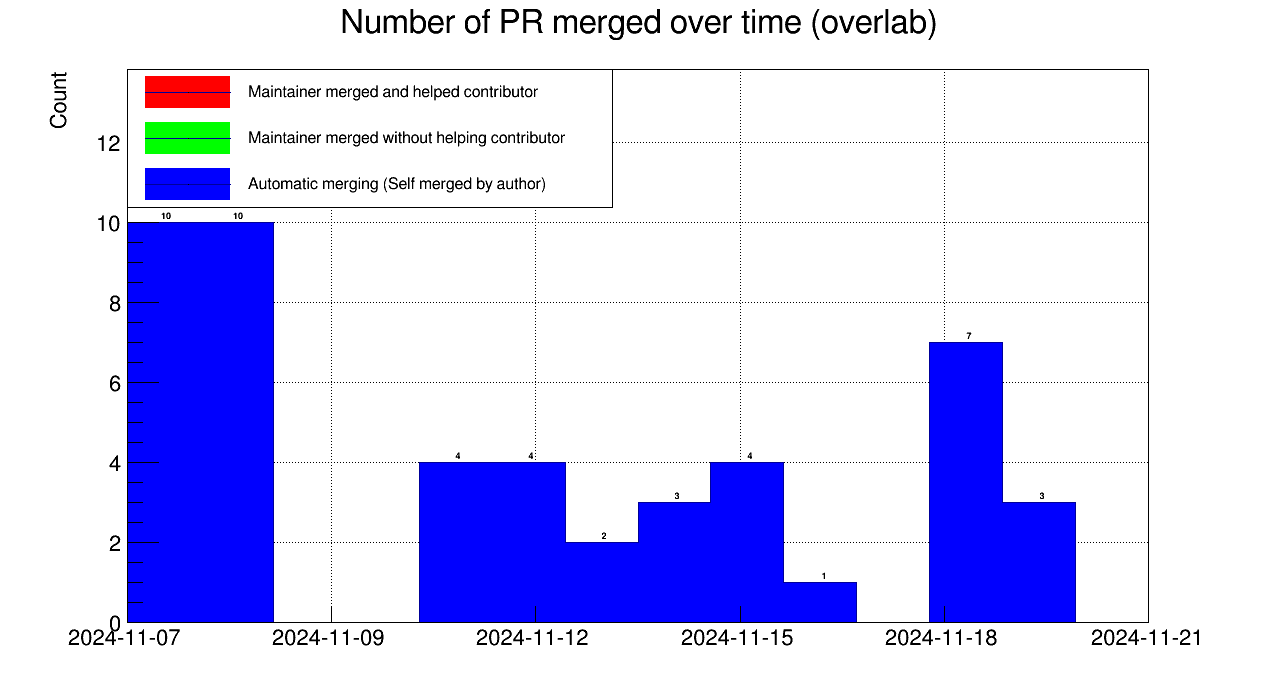 Number of PR merged over time (overlab)
Count
Maintainer merged and helped contributor
Maintainer merged without helping contributor
Automatic merging (Self merged by author)
12
10
8
6
4
2
0
10 10
4 4 2 3 4 1 7 3
2024-11-07 2024-11-09 2024-11-12 2024-11-15 2024-11-18 2024-11-21